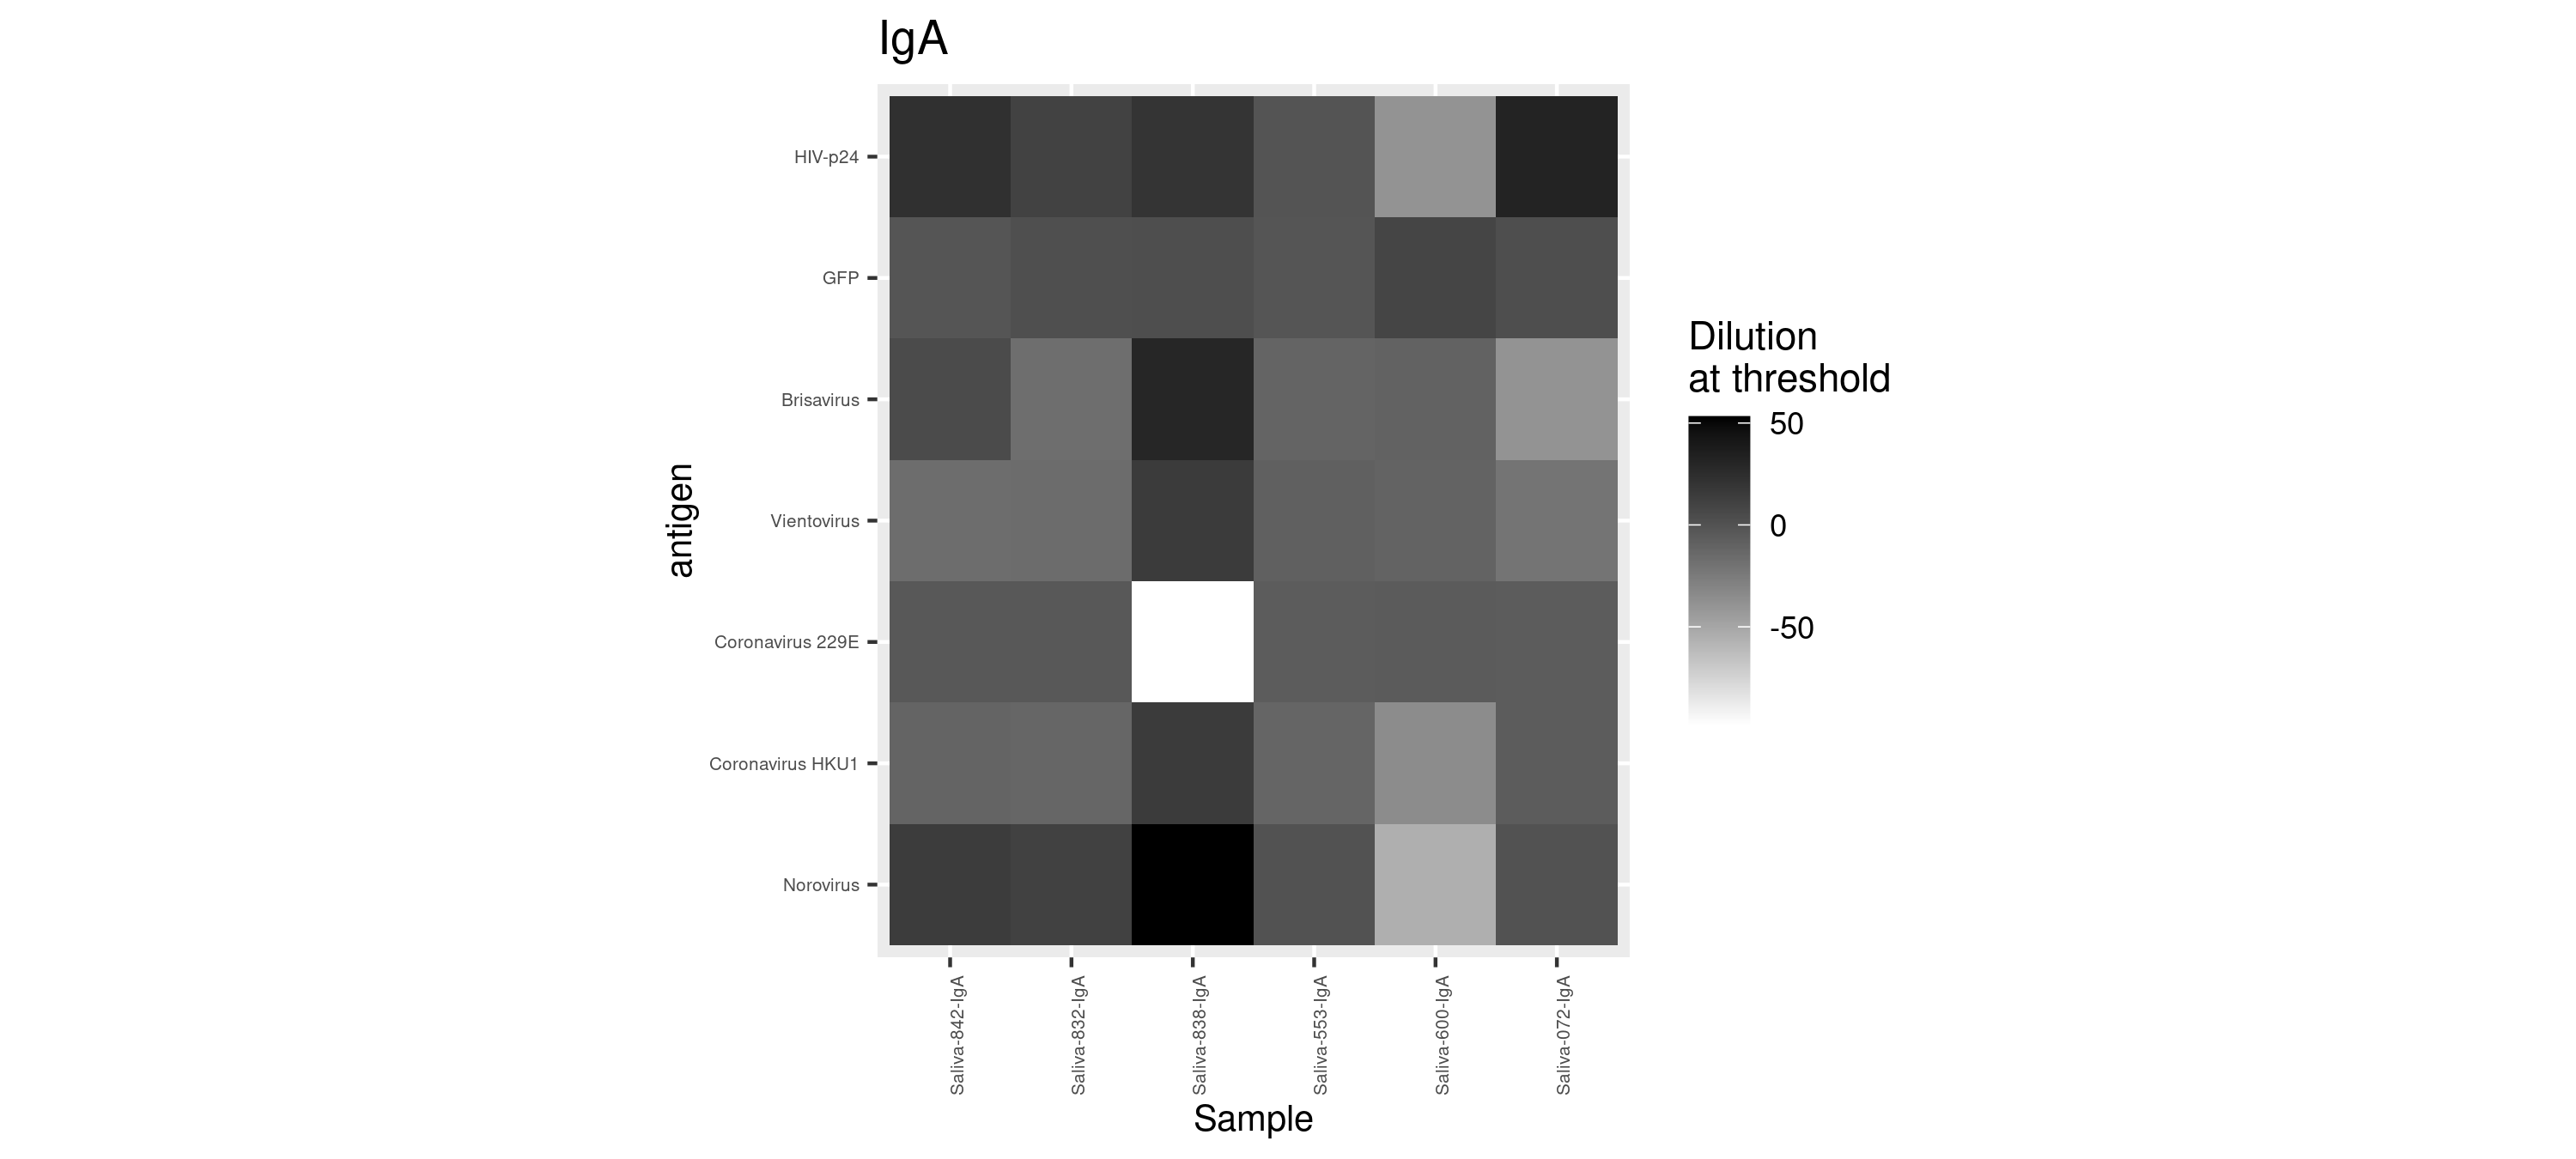 IgA
antigen
HIV-p24
GFP
Brisavirus
Vientovirus
Coronavirus 229E
Coronavirus HKU1
Norovirus
Saliva-842-IgA
Saliva-832-IgA
Saliva-838-IgA
Saliva-553-IgA
Saliva-600-IgA
Saliva-072-IgA
Sample
Dilution
at threshold
50
0
-50